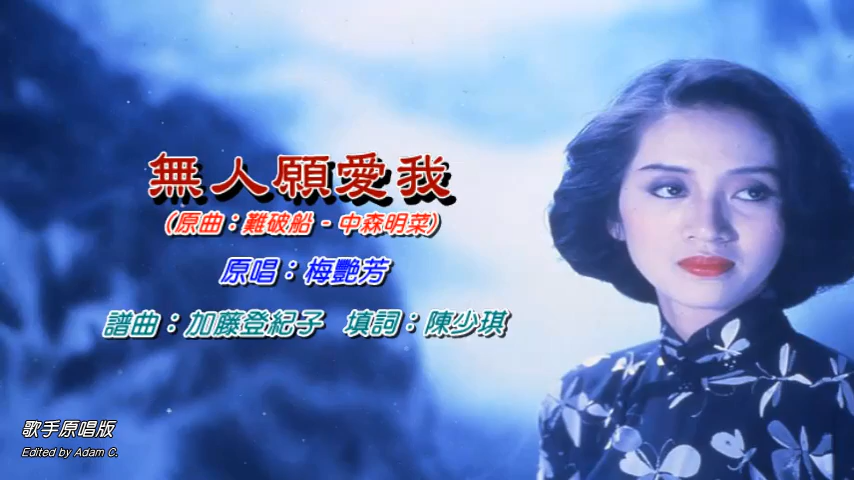 無人願愛我
(原曲：難破船 - 中森明菜)
原唱：梅艷芳
譜曲：加藤登紀子　填詞：陳少琪
歌手原唱版
Edited by Adam C.